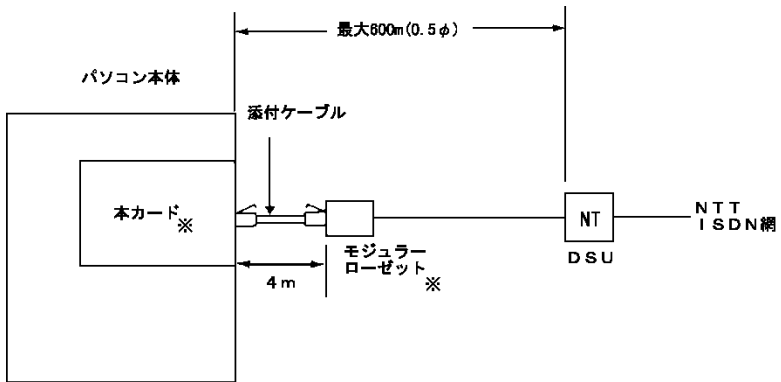 最大600m(0.5φ)
パソコン本体
添付ケーブル
本カード※
モジュラー
ローゼット※
4m
NT
DSU
NTT
ISDN網